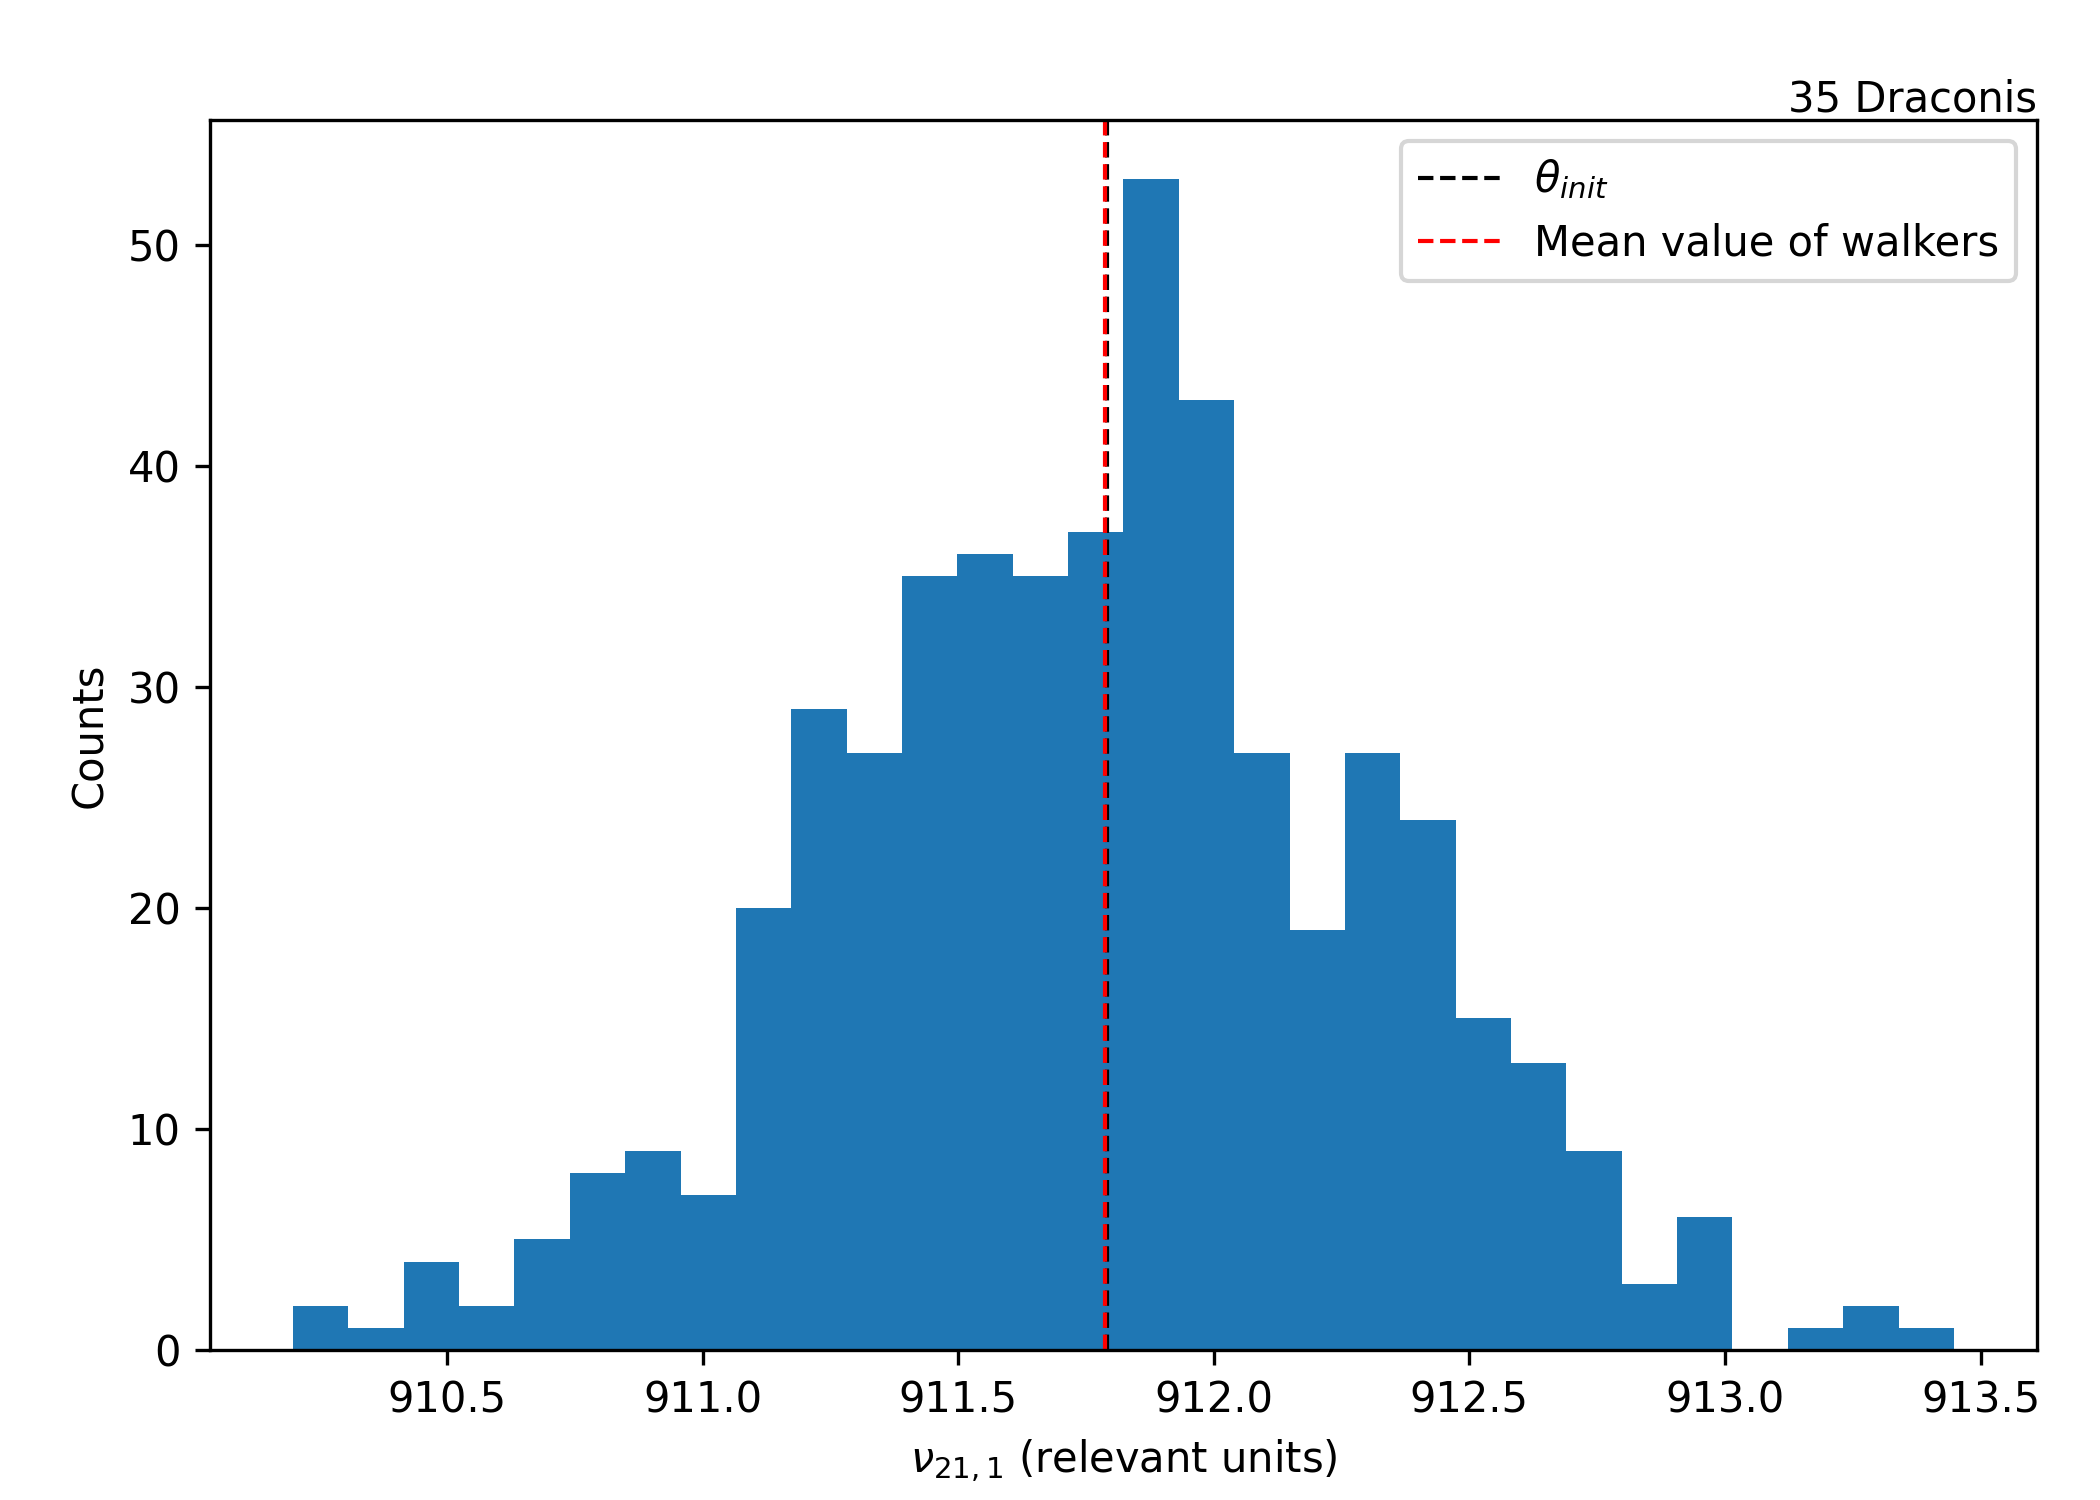 35 Draconis
θinit
Mean value of walkers
50
40
30
20
10
0
Counts
910.5 911.0 911.5 912.0 912.5 913.0 913.5
ν21, 1 (relevant units)